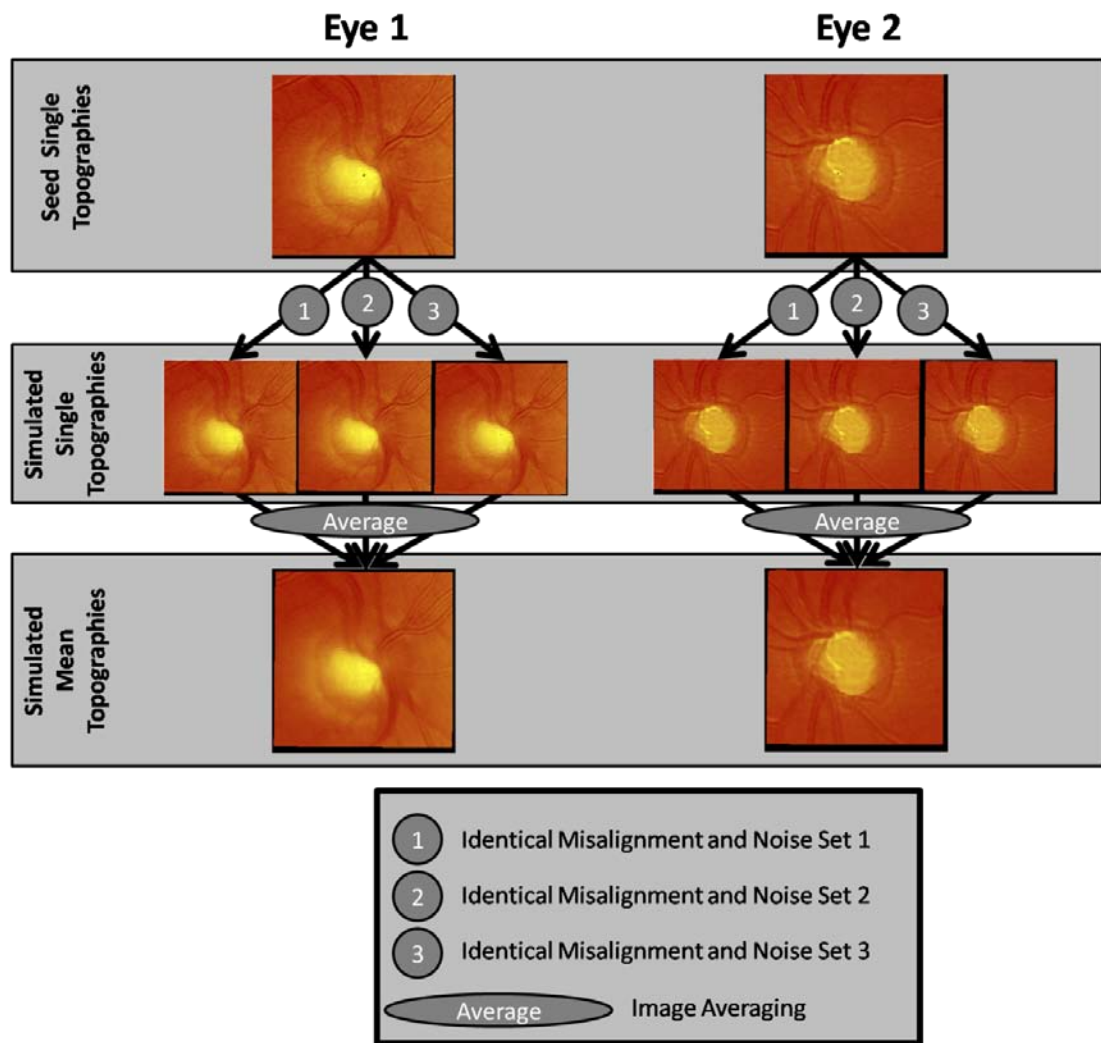 Eye 1
Eye 2
Seed Single
Topographies
1
2
3
1
2
3
Simulated
Single
Topographies
Average
Average
Simulated
Mean
Topographies
1 Identical Misalignment and Noise Set 1
2 Identical Misalignment and Noise Set 2
3 Identical Misalignment and Noise Set 3
Average Image Averaging